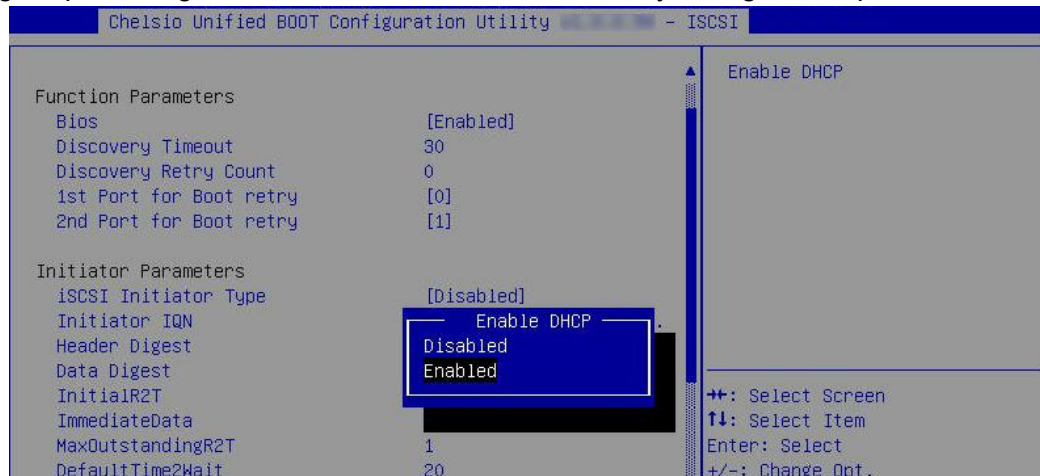 Chelsio Unified BOOT Configuration Utility - ISCSI
Enable DHCP
Function Parameters
Bios [Enabled]
Discovery Timeout 30
Discovery Retry Count 0
1st Port for Boot retry [0]
2nd Port for Boot retry [1]
Initiator Parameters
iSCSI Initiator Type [Disabled]
Initiator IQN .
Header Digest
Data Digest
InitialR2T
ImmediateData
MaxOutstandingR2T 1
DefaultTime2Wait 20
Enable DHCP
Disabled
Enabled
→←: Select Screen
↑↓: Select Item
Enter: Select
+/-: Change Opt.